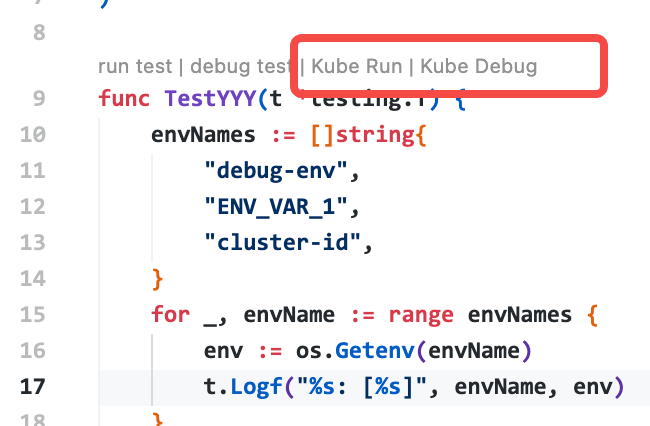 )
8
run test | debug test | Kube Run | Kube Debug
9 func TestYYY(t *testing.T) {
10 envNames := []string{
11 "debug-env",
12 "ENV_VAR_1",
13 "cluster-id",
14 }
15 for _, envName := range envNames {
16 env := os.Getenv(envName)
17 t.Logf("%s: [%s]", envName, env)
18 }